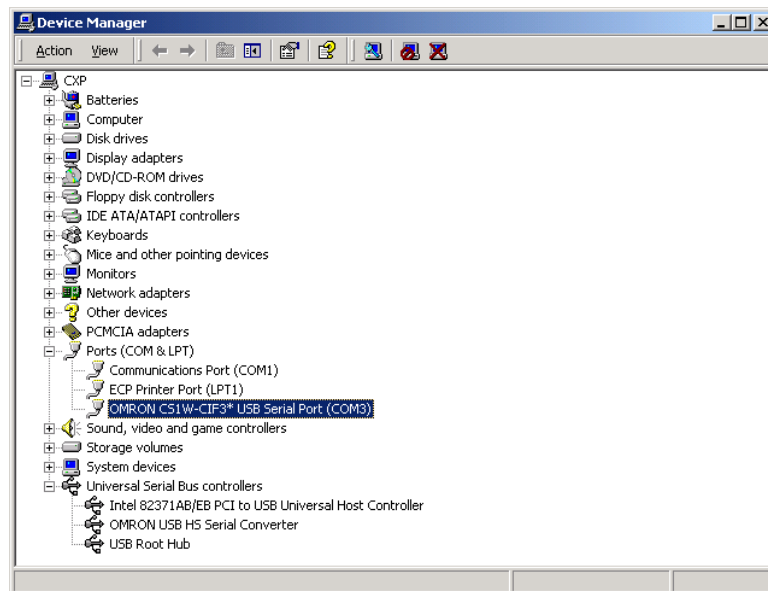 Device Manager
Action View
CXP
Batteries
Computer
Disk drives
Display adapters
DVD/CD-ROM drives
Floppy disk controllers
IDE ATA/ATAPI controllers
Keyboards
Mice and other pointing devices
Monitors
Network adapters
Other devices
PCMCIA adapters
Ports (COM & LPT)
Communications Port (COM1)
ECP Printer Port (LPT1)
OMRON CS1W-CIF3* USB Serial Port (COM3)
Sound, video and game controllers
Storage volumes
System devices
Universal Serial Bus controllers
Intel 82371AB/EB PCI to USB Universal Host Controller
OMRON USB HS Serial Converter
USB Root Hub